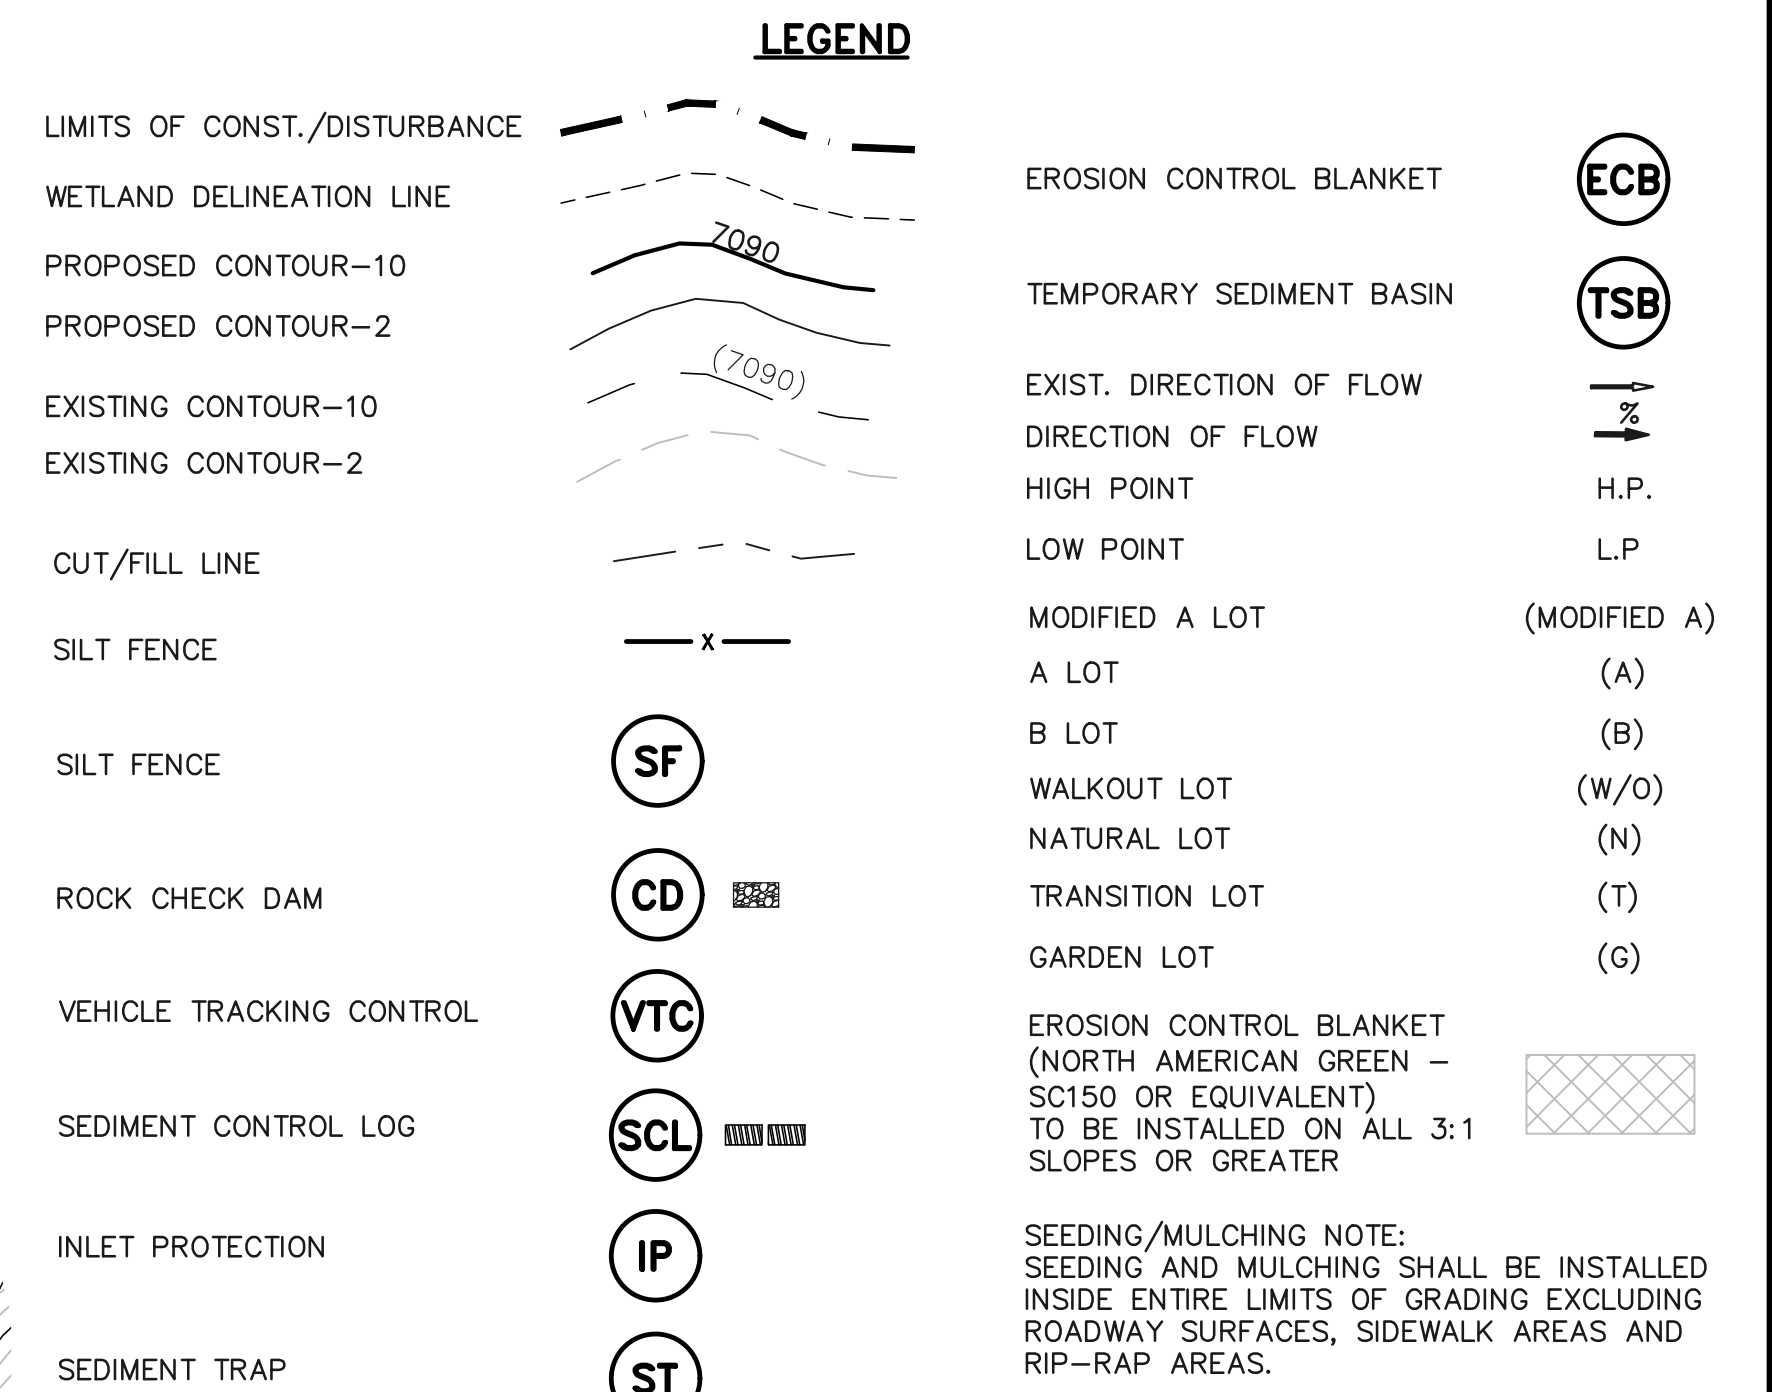 LEGEND
LIMITS OF CONST./DISTURBANCE
WETLAND DELINEATION LINE
PROPOSED CONTOUR-10 7090
PROPOSED CONTOUR-2
EXISTING CONTOUR-10 (7090)
EXISTING CONTOUR-2
CUT/FILL LINE
SILT FENCE X
SILT FENCE SF
ROCK CHECK DAM CD
VEHICLE TRACKING CONTROL VTC
SEDIMENT CONTROL LOG SCL
INLET PROTECTION IP
SEDIMENT TRAP ST
EROSION CONTROL BLANKET ECB
TEMPORARY SEDIMENT BASIN TSB
EXIST. DIRECTION OF FLOW
%
DIRECTION OF FLOW
HIGH POINT H.P.
LOW POINT L.P
MODIFIED A LOT (MODIFIED A)
A LOT (A)
B LOT (B)
WALKOUT LOT (W/O)
NATURAL LOT (N)
TRANSITION LOT (T)
GARDEN LOT (G)
EROSION CONTROL BLANKET
(NORTH AMERICAN GREEN -
SC150 OR EQUIVALENT)
TO BE INSTALLED ON ALL 3:1
SLOPES OR GREATER
SEEDING/MULCHING NOTE:
SEEDING AND MULCHING SHALL BE INSTALLED
INSIDE ENTIRE LIMITS OF GRADING EXCLUDING
ROADWAY SURFACES, SIDEWALK AREAS AND
RIP-RAP AREAS.